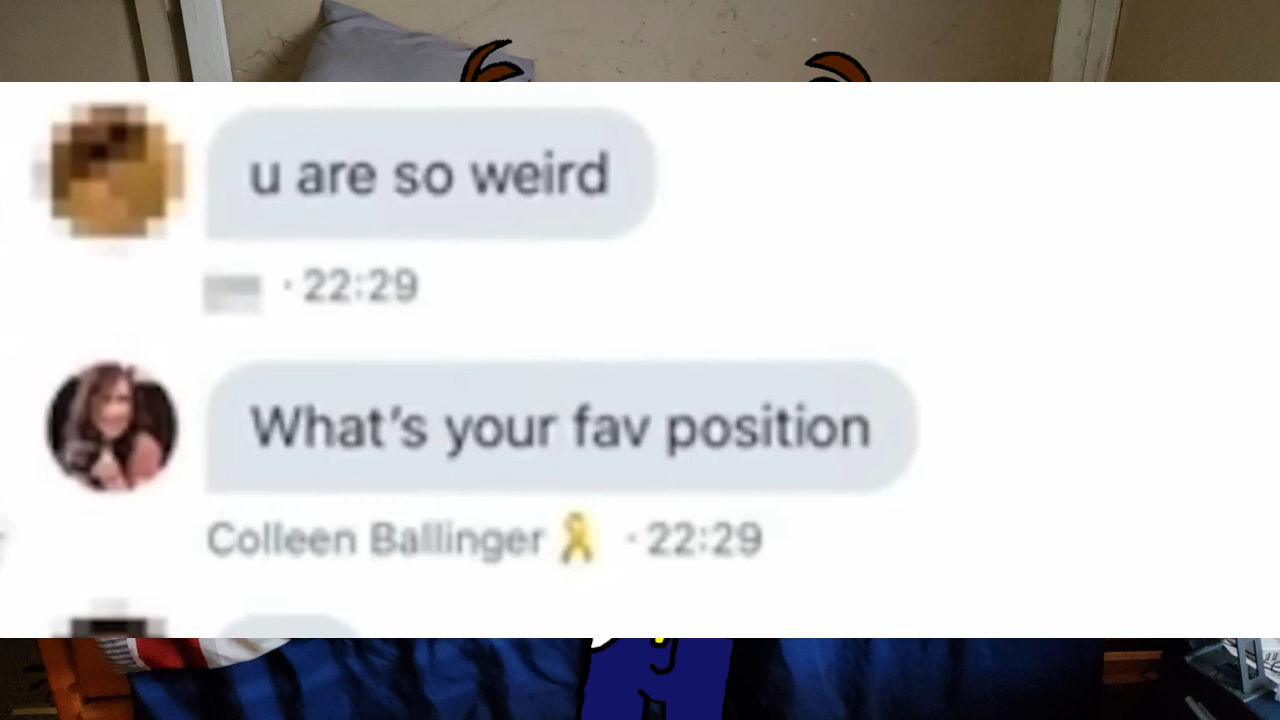 u are so weird
· 22:29
What's your fav position
Colleen Ballinger 🎗 · 22:29